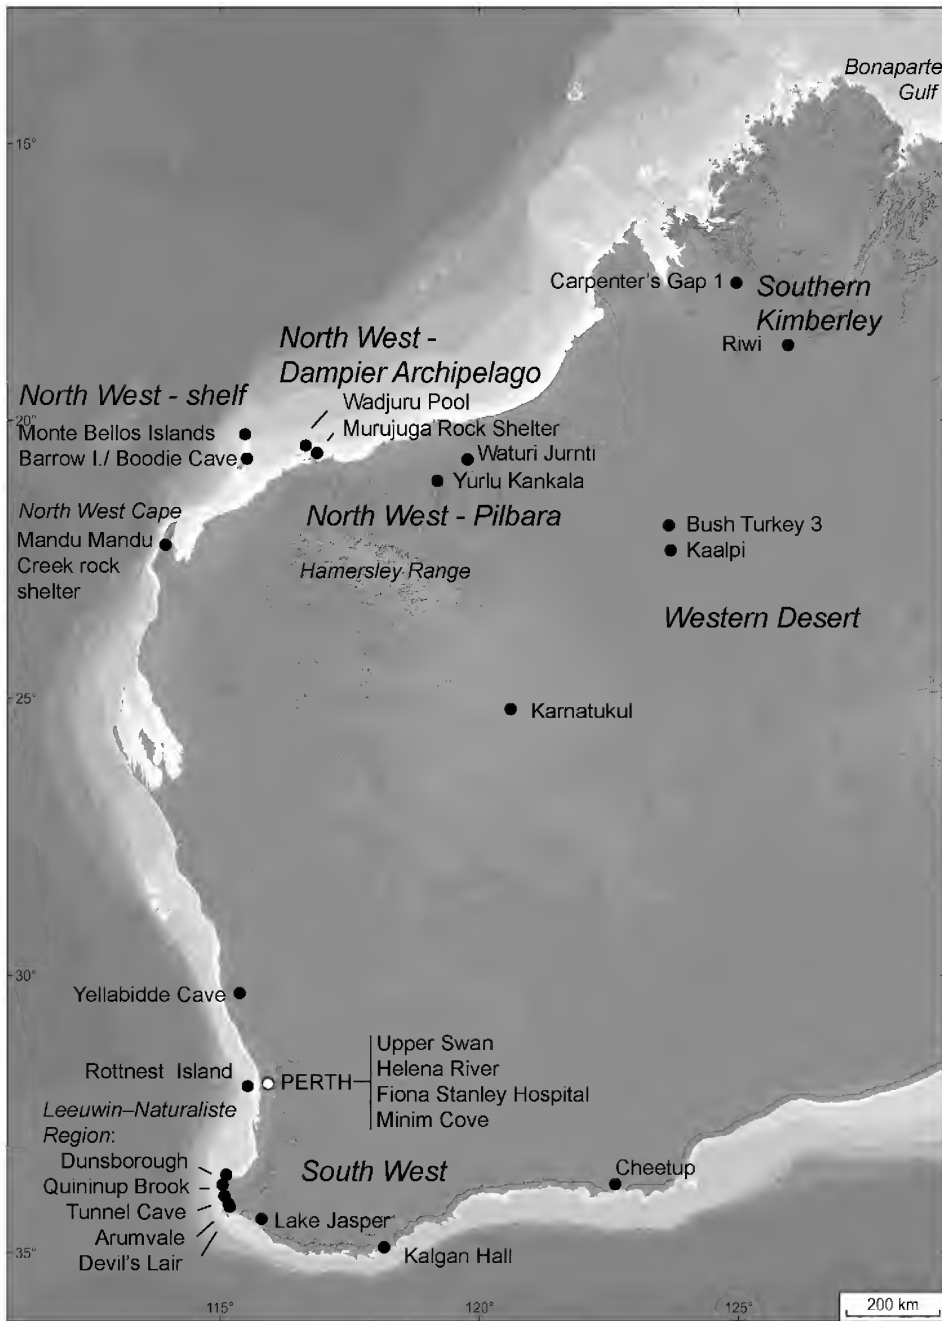 Bonaparte
Gulf
15°
Carpenter's Gap 1
Southern
Kimberley
Riwi
North West -
Dampier Archipelago
North West - shelf
Wadjuru Pool
20°
Monte Bellos Islands
Murujuga Rock Shelter
Barrow I./ Boodie Cave
Waturi Jurnti
Yurlu Kankala
North West Cape
North West - Pilbara
Mandu Mandu
Creek rock
shelter
Bush Turkey 3
Kaalpi
Hamersley Range
Western Desert
25°
Karnatukul
30°
Yellabidde Cave
Rottnest Island
PERTH
Upper Swan
Helena River
Fiona Stanley Hospital
Minim Cove
Leeuwin–Naturaliste
Region:
Dunsborough
Quininup Brook
Tunnel Cave
Arumvale
Devil's Lair
South West
Cheetup
Lake Jasper
Kalgan Hall
35°
115°
120°
125°
200 km